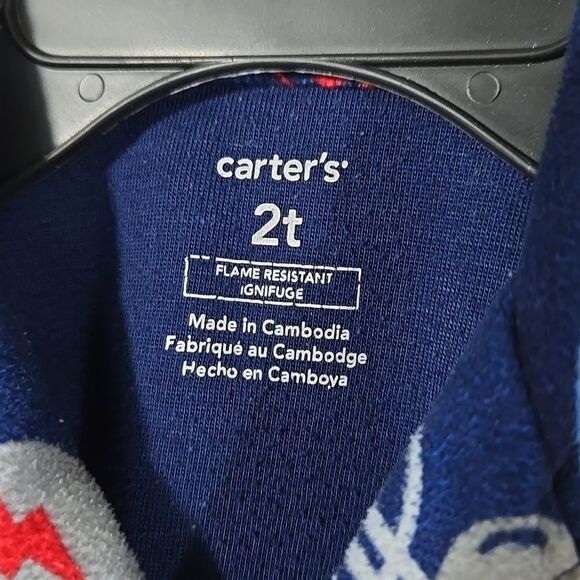 carter's
2t
FLAME RESISTANT
IGNIFUGE
Made in Cambodia
Fabriqué au Cambodge
Hecho en Camboya